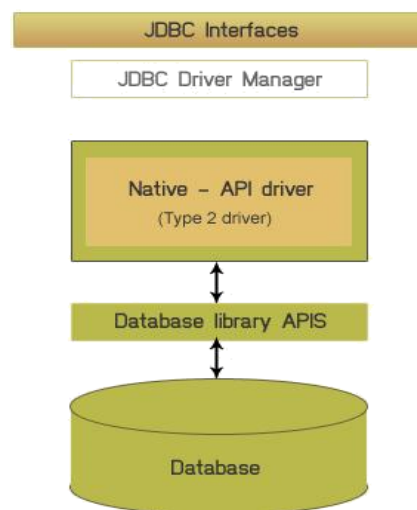 JDBC Interfaces
JDBC Driver Manager
Native - API driver
(Type 2 driver)
Database library APIS
Database